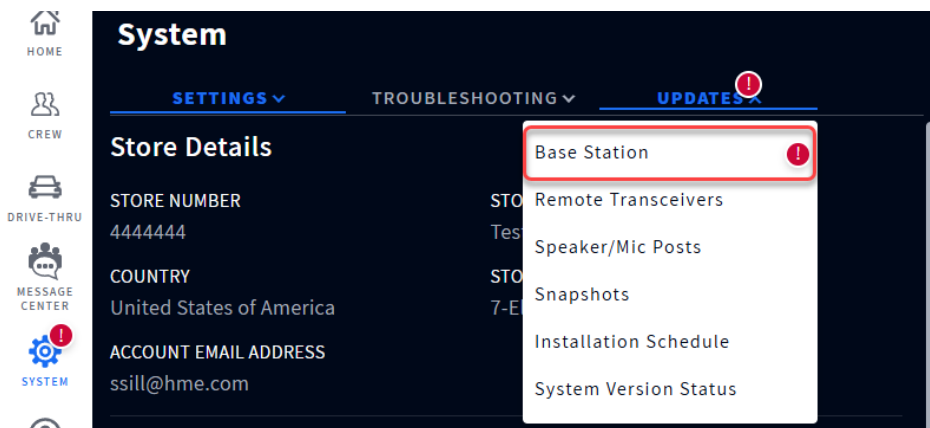 HOME
CREW
DRIVE-THRU
MESSAGE
CENTER
SYSTEM
System
SETTINGS
TROUBLESHOOTING
UPDATES
Store Details
STORE NUMBER
4444444
COUNTRY
United States of America
ACCOUNT EMAIL ADDRESS
ssill@hme.com
Base Station
Remote Transceivers
Speaker/Mic Posts
Snapshots
Installation Schedule
System Version Status